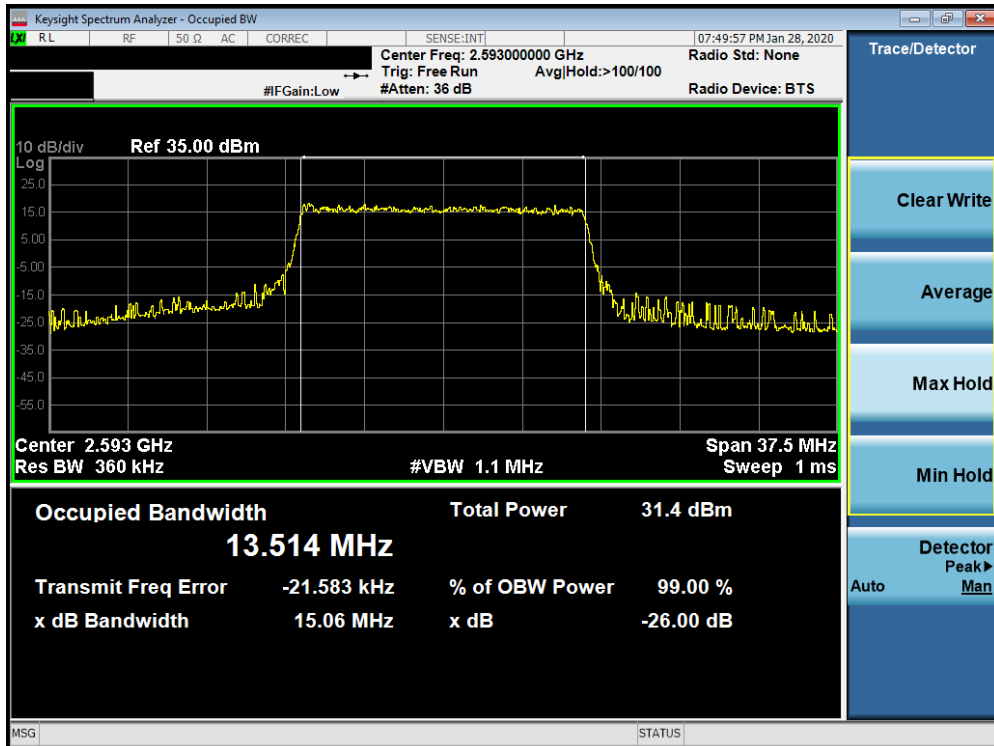 Keysight Spectrum Analyzer - Occupied BW
LXI RL RF 50 Ω AC CORREC SENSE:INT 07:49:57 PM Jan 28, 2020
Center Freq: 2.593000000 GHz Radio Std: None
Trig: Free Run Avg|Hold:>100/100
#IFGain:Low #Atten: 36 dB Radio Device: BTS
10 dB/div Ref 35.00 dBm
Log
25.0
15.0
5.00
-5.00
-15.0
-25.0
-35.0
-45.0
-55.0
Center 2.593 GHz Span 37.5 MHz
Res BW 360 kHz #VBW 1.1 MHz Sweep 1 ms
Occupied Bandwidth Total Power 31.4 dBm
13.514 MHz
Transmit Freq Error -21.583 kHz % of OBW Power 99.00 %
x dB Bandwidth 15.06 MHz x dB -26.00 dB
MSG STATUS
Trace/Detector
Clear Write
Average
Max Hold
Min Hold
Detector
Peak▶
Auto Man